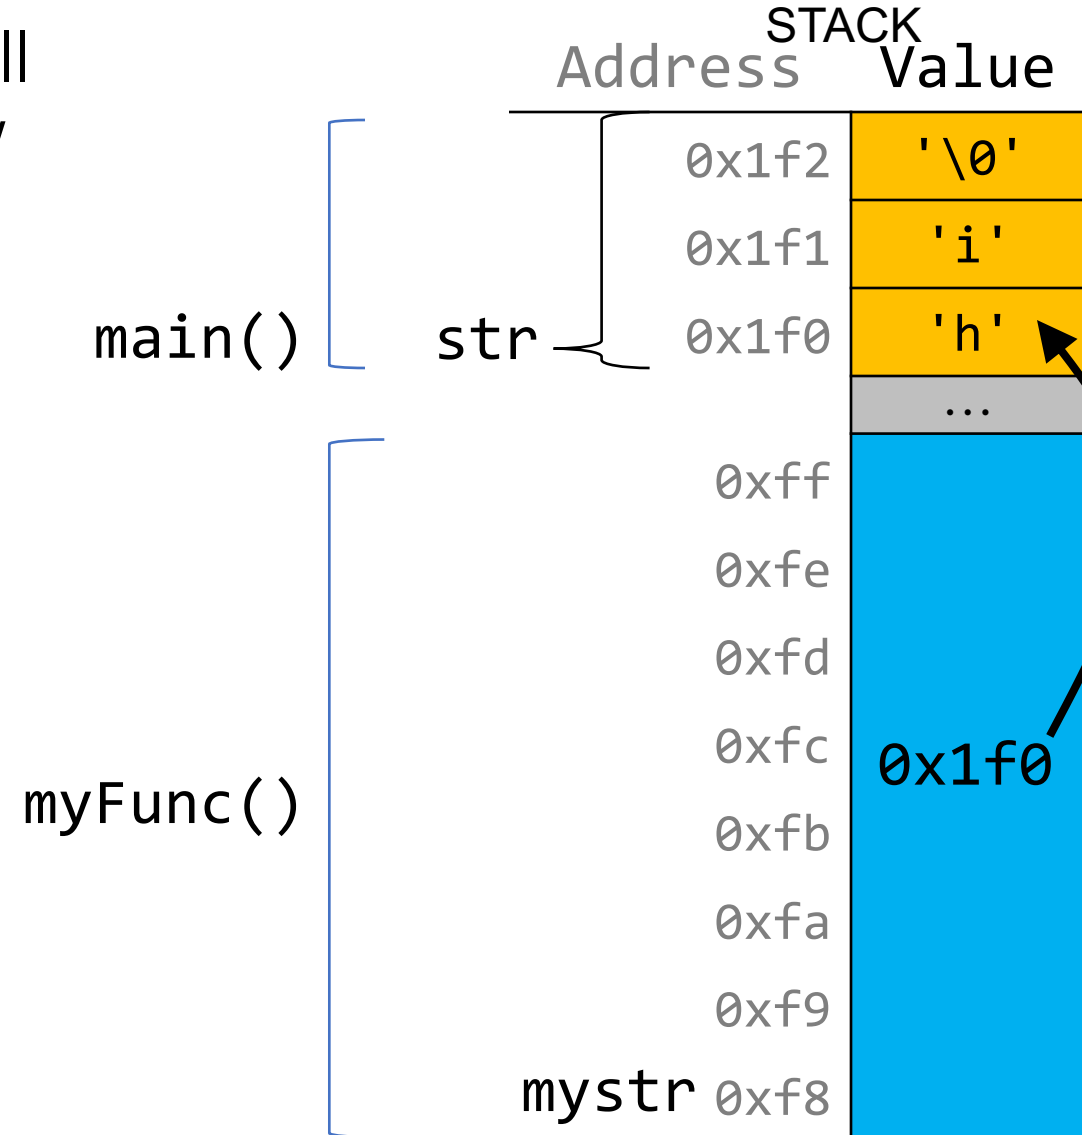 ll
STACK
Address Value
0x1f2 '\0'
0x1f1 'i'
main() str 0x1f0 'h'
...
0xff
0xfe
0xfd
0xfc 0x1f0
myFunc() 0xfb
0xfa
0xf9
mystr 0xf8